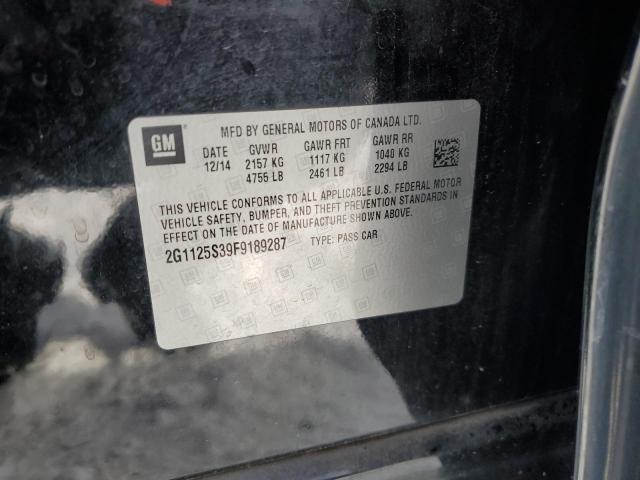 MFD BY GENERAL MOTORS OF CANADA LTD.
GM
DATE GVWR GAWR FRT GAWR RR
12/14 2157 KG 1117 KG 1040 KG
4755 LB 2461 LB 2294 LB
THIS VEHICLE CONFORMS TO ALL APPLICABLE U.S. FEDERAL MOTOR
VEHICLE SAFETY, BUMPER, AND THEFT PREVENTION STANDARDS IN
EFFECT ON THE DATE OF MANUFACTURE SHOWN ABOVE.
2G1125S39F9189287 TYPE: PASS CAR